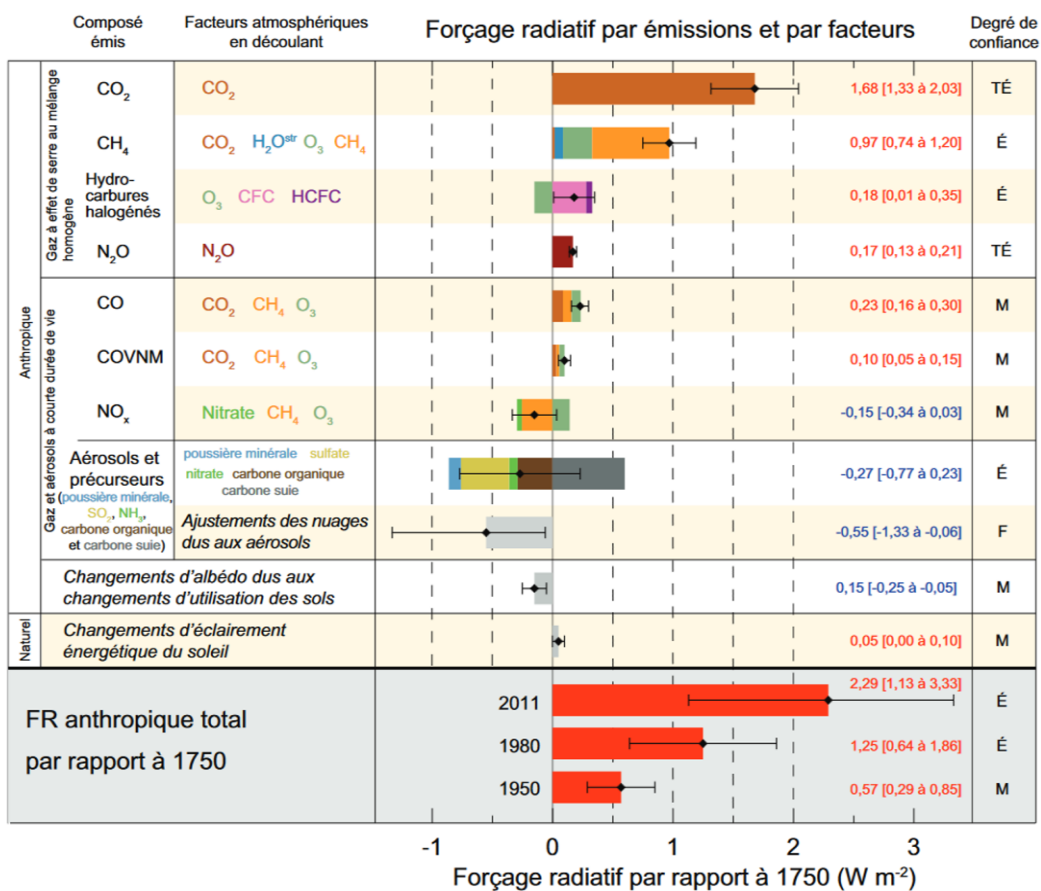 Composé
émis
Facteurs atmosphériques
en découlant
Forçage radiatif par émissions et par facteurs
Degré de
confiance
Anthropique
Gaz à effet de serre au mélange
homogène
CO₂
CO₂
1,68 [1,33 à 2,03]
TÉ
CH₄
CO₂ H₂Oˢᵗʳ O₃ CH₄
0,97 [0,74 à 1,20]
É
Hydro-
carbures
halogénés
O₃ CFC HCFC
0,18 [0,01 à 0,35]
É
N₂O
N₂O
0,17 [0,13 à 0,21]
TÉ
Gaz et aérosols à courte durée de vie
CO
CO₂ CH₄ O₃
0,23 [0,16 à 0,30]
M
COVNM
CO₂ CH₄ O₃
0,10 [0,05 à 0,15]
M
NOₓ
Nitrate CH₄ O₃
-0,15 [-0,34 à 0,03]
M
Aérosols et
précurseurs
(poussière minérale,
SO₂, NH₃,
carbone organique
et carbone suie)
poussière minérale sulfate
nitrate carbone organique
carbone suie
-0,27 [-0,77 à 0,23]
É
Ajustements des nuages
dus aux aérosols
-0,55 [-1,33 à -0,06]
F
Changements d'albédo dus aux
changements d'utilisation des sols
0,15 [-0,25 à -0,05]
M
Naturel
Changements d'éclairement
énergétique du soleil
0,05 [0,00 à 0,10]
M
FR anthropique total
par rapport à 1750
2011
2,29 [1,13 à 3,33]
É
1980
1,25 [0,64 à 1,86]
É
1950
0,57 [0,29 à 0,85]
M
-1 0 1 2 3
Forçage radiatif par rapport à 1750 (W m⁻²)